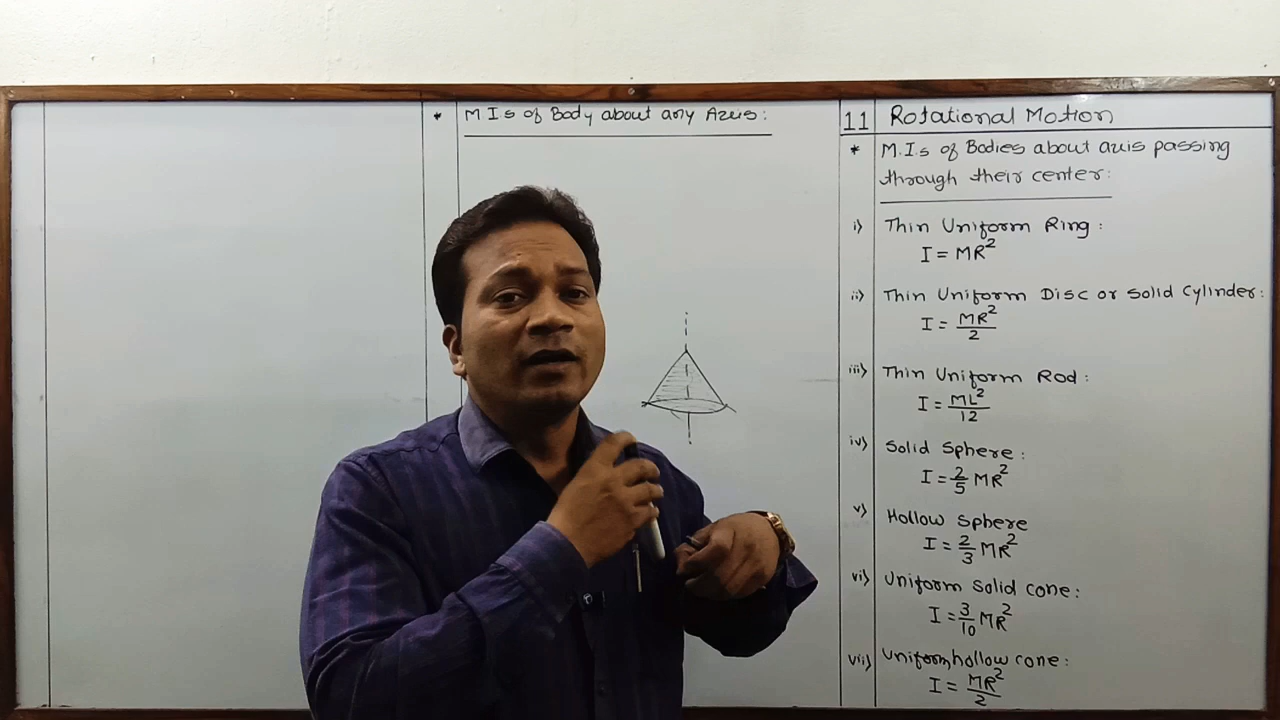 * M I s of Body about any Axis:
11 Rotational Motion
* M.I.s of Bodies about axis passing
through their center:
i) Thin Uniform Ring:
I = MR²
ii) Thin Uniform Disc or Solid Cylinder:
I = MR²/2
iii) Thin Uniform Rod:
I = ML²/12
iv) Solid Sphere:
I = 2/5 MR²
v) Hollow Sphere
I = 2/3 MR²
vi) Uniform Solid cone:
I = 3/10 MR²
vii) Uniform hollow cone:
I = MR²/2